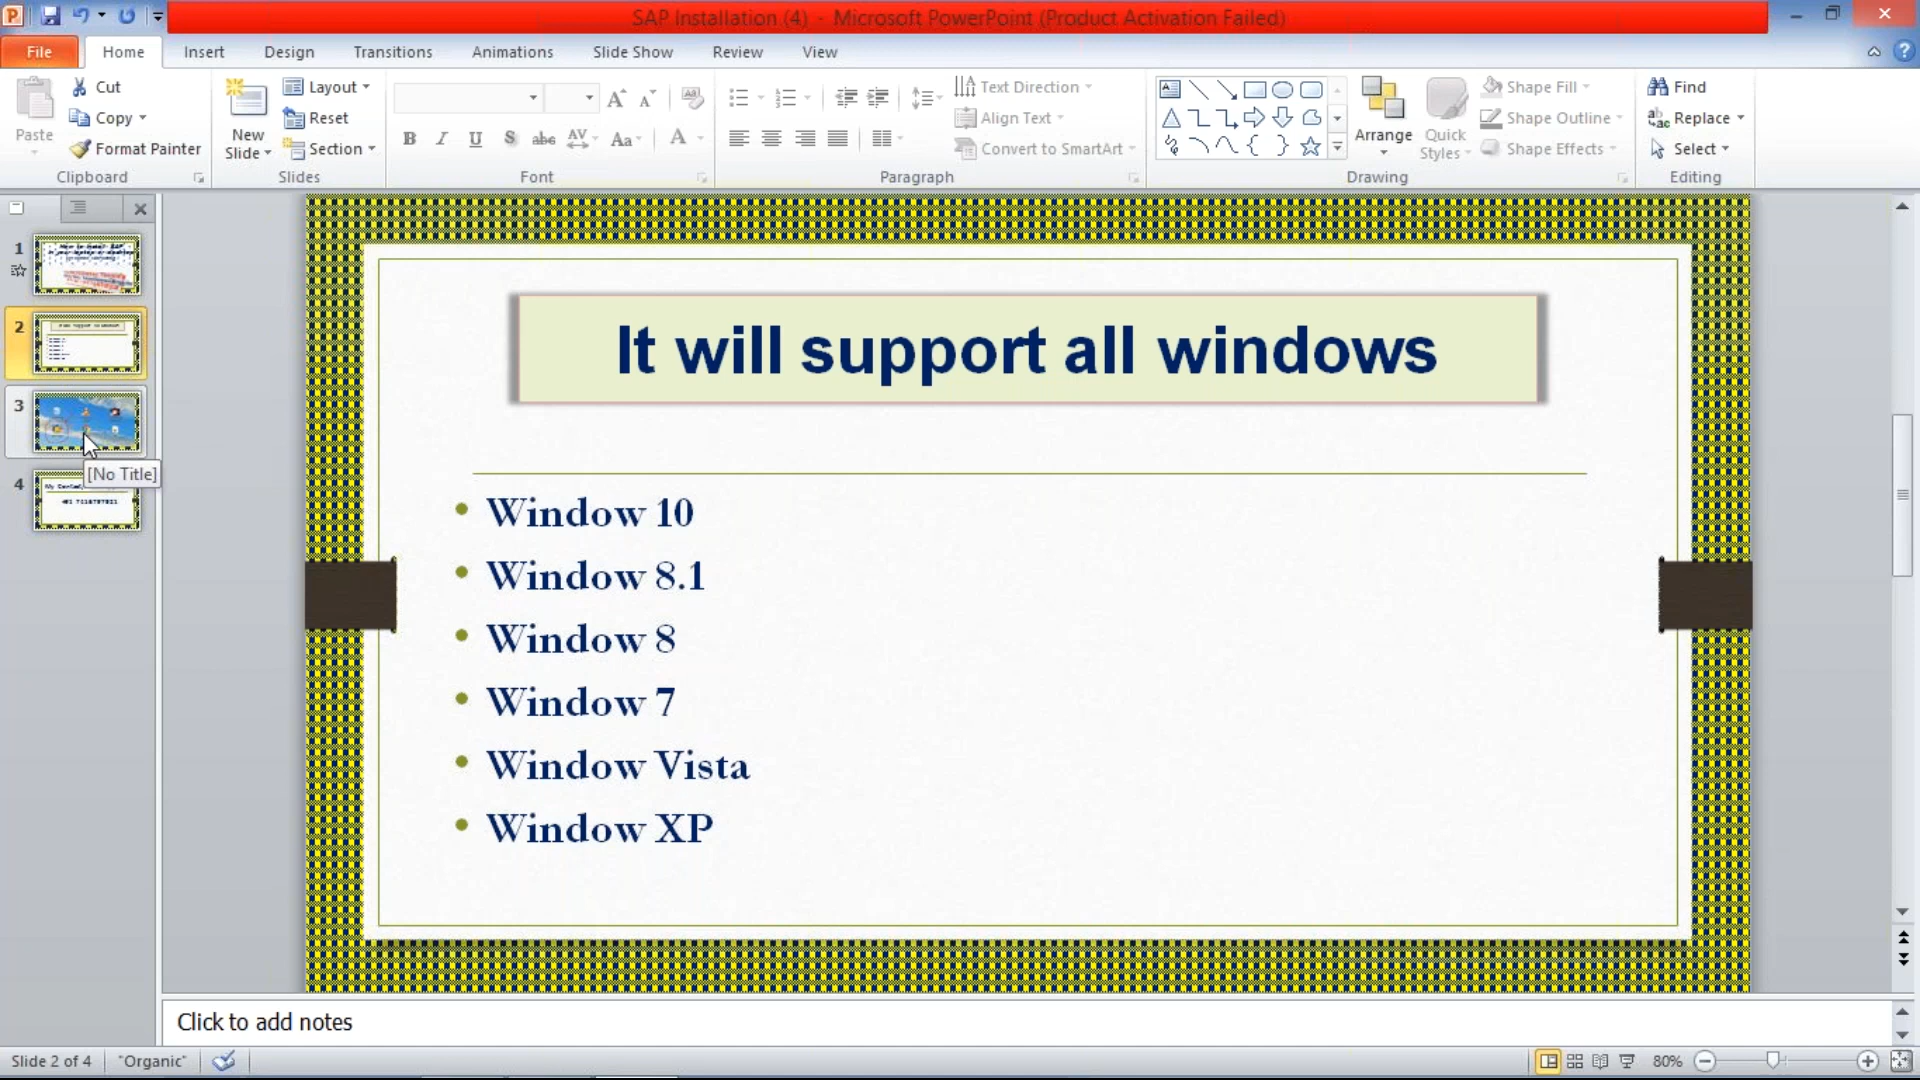 SAP Installation (4) - Microsoft PowerPoint (Product Activation Failed)
File Home Insert Design Transitions Animations Slide Show Review View
Paste
Cut
Copy
Format Painter
Clipboard
New Slide
Layout
Reset
Section
Slides
Font
Text Direction
Align Text
Convert to SmartArt
Paragraph
Arrange
Quick Styles
Shape Fill
Shape Outline
Shape Effects
Drawing
Find
Replace
Select
Editing
1
2
3
[No Title]
4
It will support all windows
Window 10
Window 8.1
Window 8
Window 7
Window Vista
Window XP
Click to add notes
Slide 2 of 4 "Organic" 80%